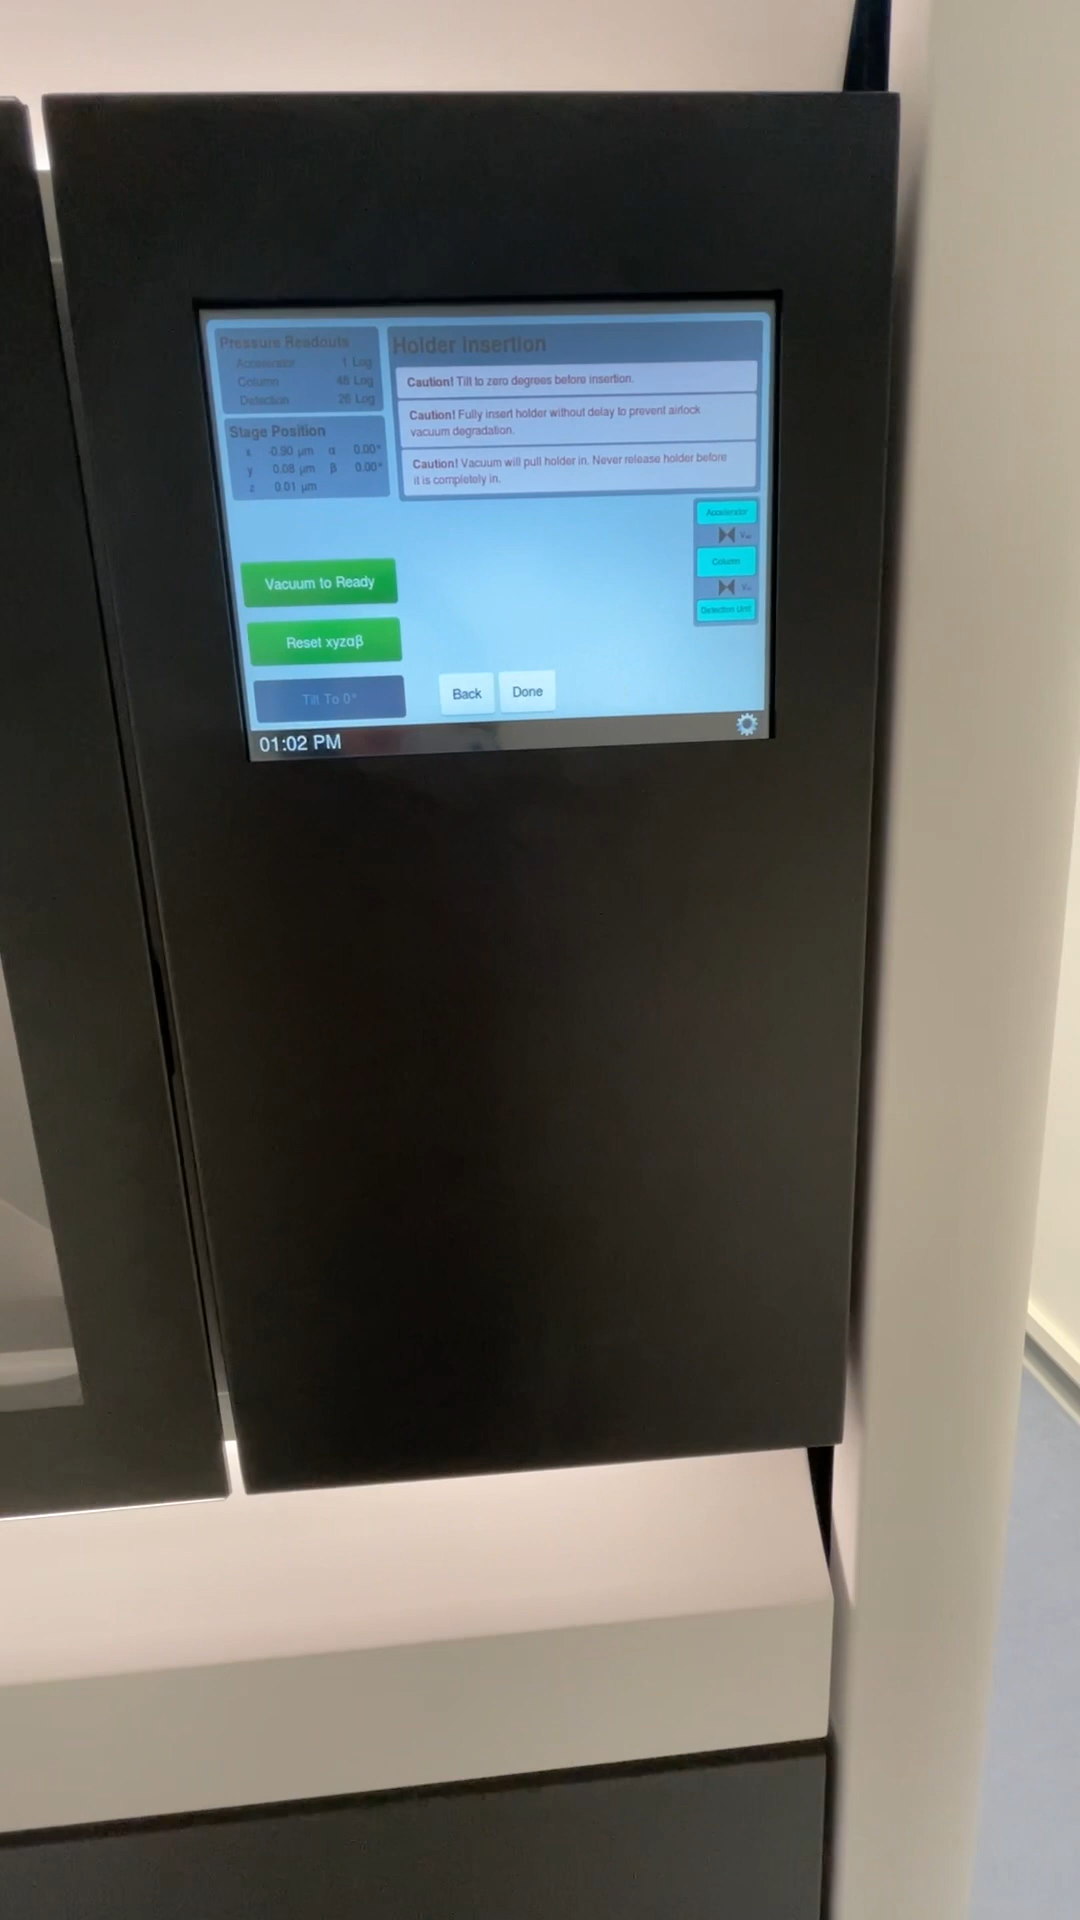 Pressure Readouts
Accelerator 1 Log
Column 48 Log
Detection 26 Log
Stage Position
x -0.90 µm α 0.00°
y 0.08 µm β 0.00°
z 0.01 µm
Holder Insertion
Caution! Tilt to zero degrees before insertion.
Caution! Fully insert holder without delay to prevent airlock
vacuum degradation.
Caution! Vacuum will pull holder in. Never release holder before
it is completely in.
Accelerator
Column
Detection Unit
Vacuum to Ready
Reset xyzαβ
Tilt To 0°
Back
Done
01:02 PM